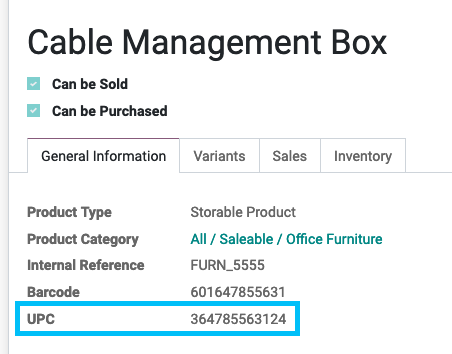 Cable Management Box
Can be Sold
Can be Purchased
General Information Variants Sales Inventory
Product Type Storable Product
Product Category All / Saleable / Office Furniture
Internal Reference FURN_5555
Barcode 601647855631
UPC 364785563124